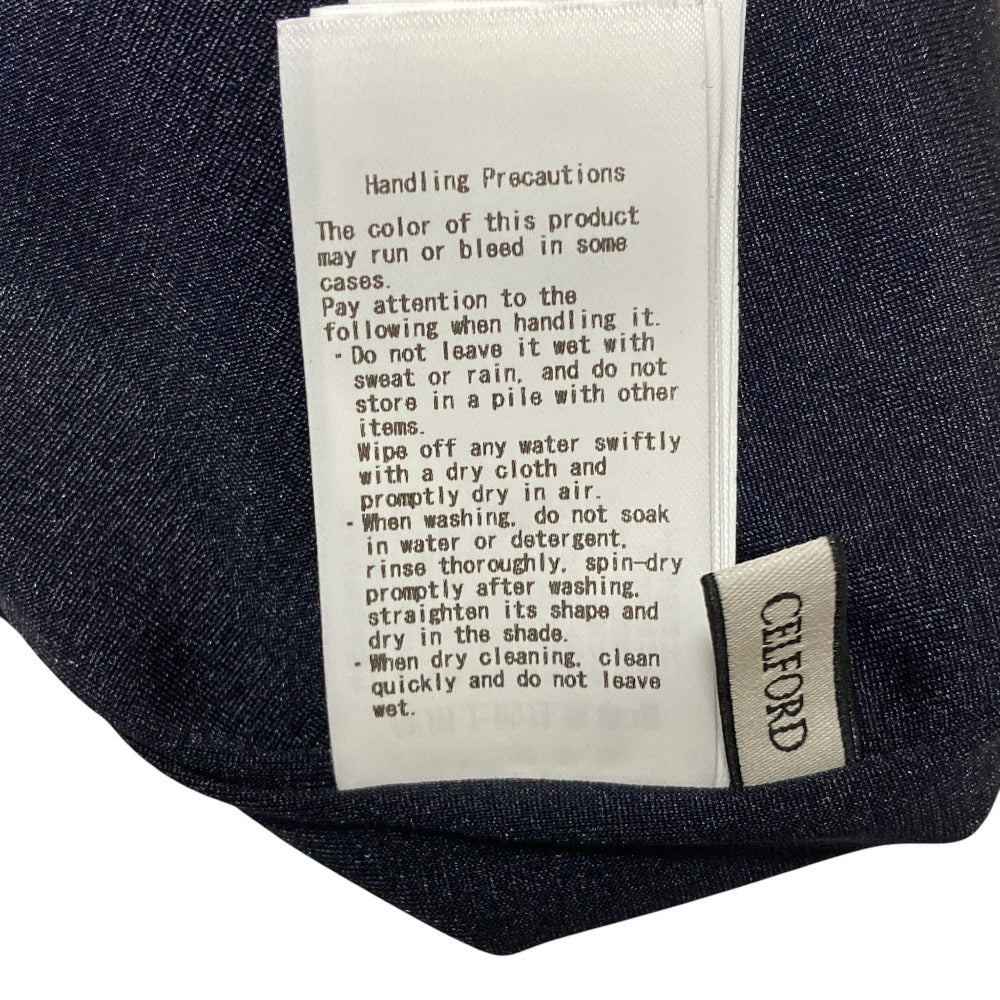 Handling Precautions
The color of this product
may run or bleed in some
cases.
Pay attention to the
following when handling it.
・Do not leave it wet with
sweat or rain, and do not
store in a pile with other
items.
Wipe off any water swiftly
with a dry cloth and
promptly dry in air.
・When washing, do not soak
in water or detergent,
rinse thoroughly, spin-dry
promptly after washing,
straighten its shape and
dry in the shade.
・When dry cleaning, clean
quickly and do not leave
wet.
CELFORD